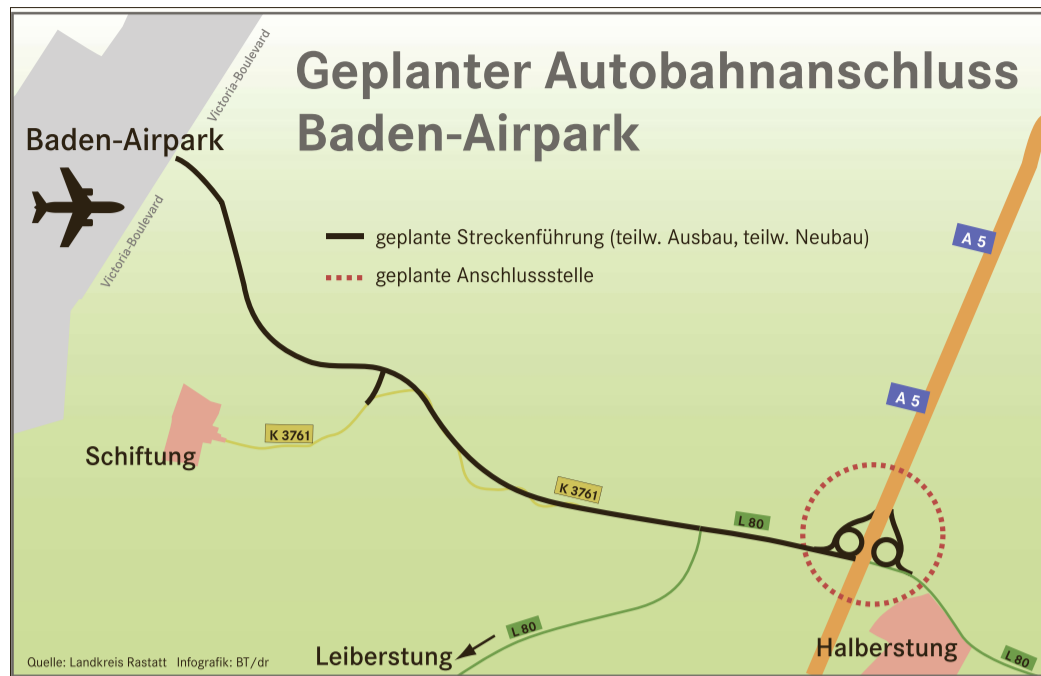 Geplanter Autobahnanschluss
Baden-Airpark
Victoria-Boulevard
Baden-Airpark
Victoria-Boulevard
geplante Streckenführung (teilw. Ausbau, teilw. Neubau)
geplante Anschlussstelle
A 5
A 5
K 3761
Schiftung
K 3761
L 80
L 80
Leiberstung
Halberstung
L 80
Quelle: Landkreis Rastatt Infografik: BT/dr